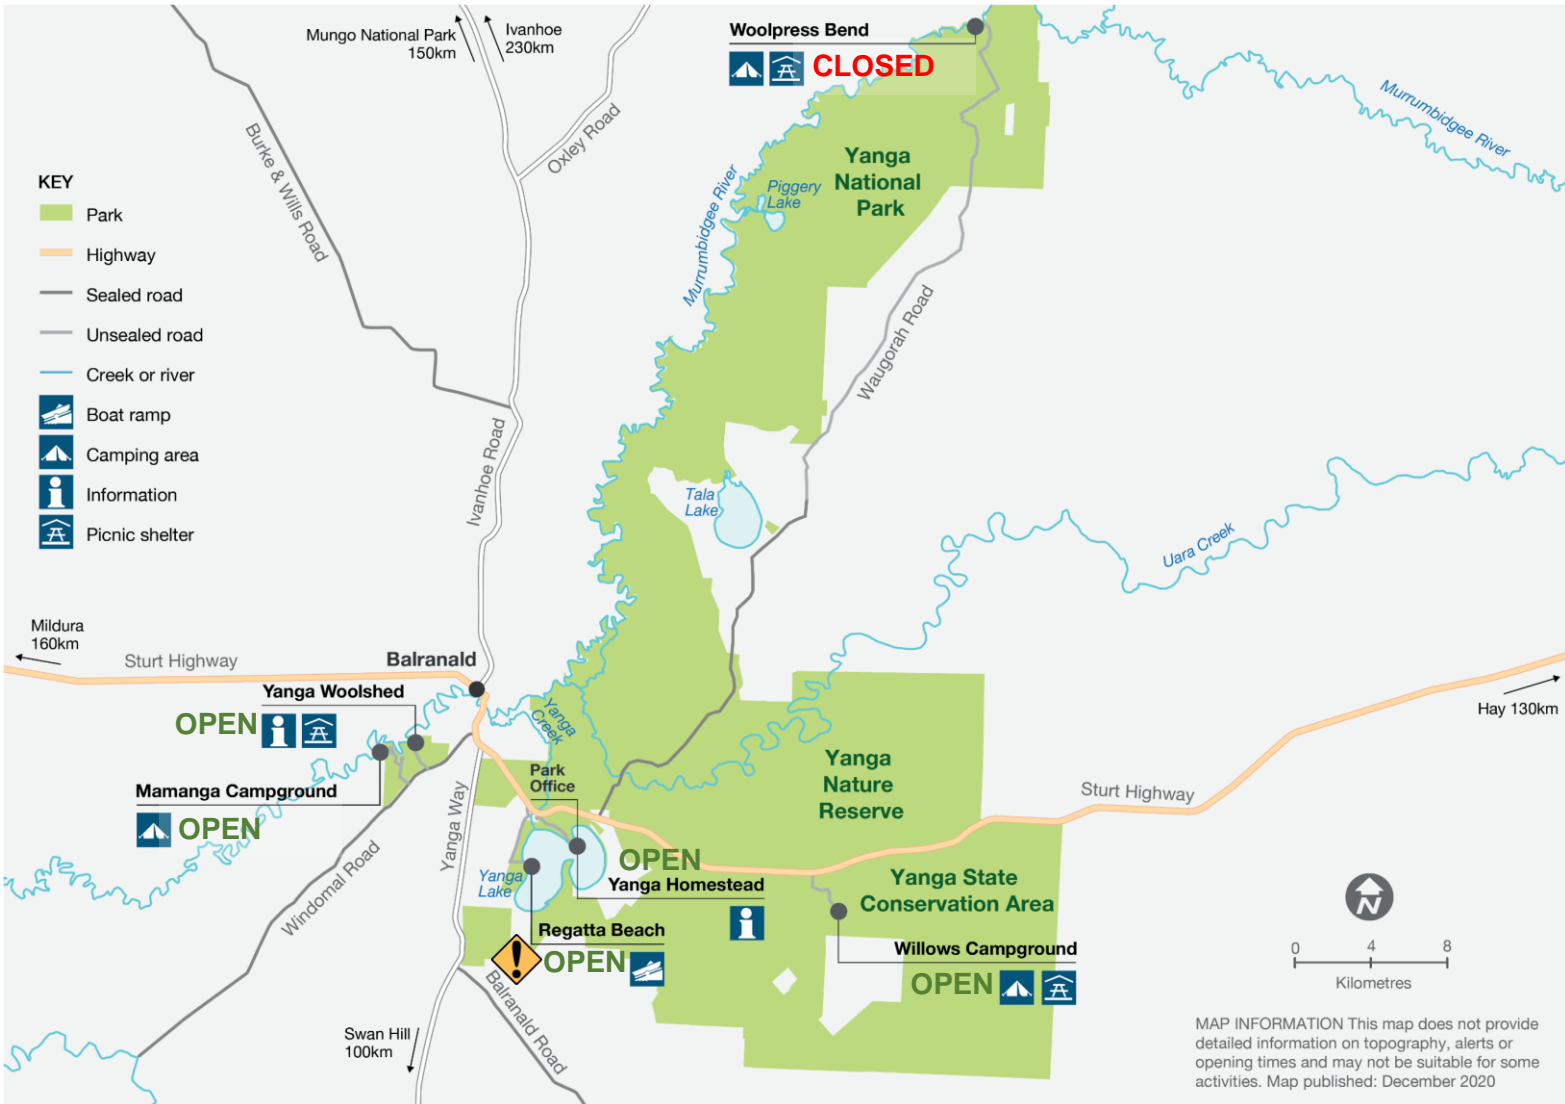 Mungo National Park
150km
Ivanhoe
230km
Woolpress Bend
CLOSED
Murrumbidgee River
Oxley Road
Burke & Wills Road
Yanga
National
Park
Piggery
Lake
Murrumbidgee River
KEY
Park
Highway
Sealed road
Unsealed road
Creek or river
Boat ramp
Camping area
Information
Picnic shelter
Waugorah Road
Ivanhoe Road
Tala
Lake
Uara Creek
Mildura
160km
Sturt Highway
Balranald
Yanga Woolshed
OPEN
Yanga
Creek
Hay 130km
Mamanga Campground
OPEN
Park
Office
Yanga
Nature
Reserve
Sturt Highway
Yanga Way
Windomal Road
Yanga
Lake
OPEN
Yanga Homestead
Yanga State
Conservation Area
N
Regatta Beach
OPEN
Willows Campground
OPEN
0 4 8
Kilometres
Balranald Road
Swan Hill
100km
MAP INFORMATION This map does not provide
detailed information on topography, alerts or
opening times and may not be suitable for some
activities. Map published: December 2020